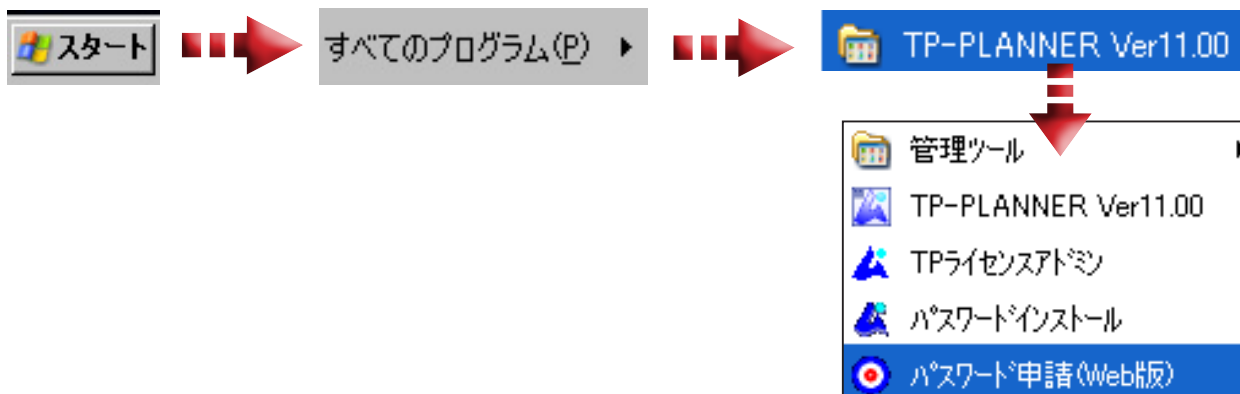 スタート
すべてのプログラム(P)
TP-PLANNER Ver11.00
管理ツール
TP-PLANNER Ver11.00
TPライセンスアドミン
パスワードインストール
パスワード申請(Web版)